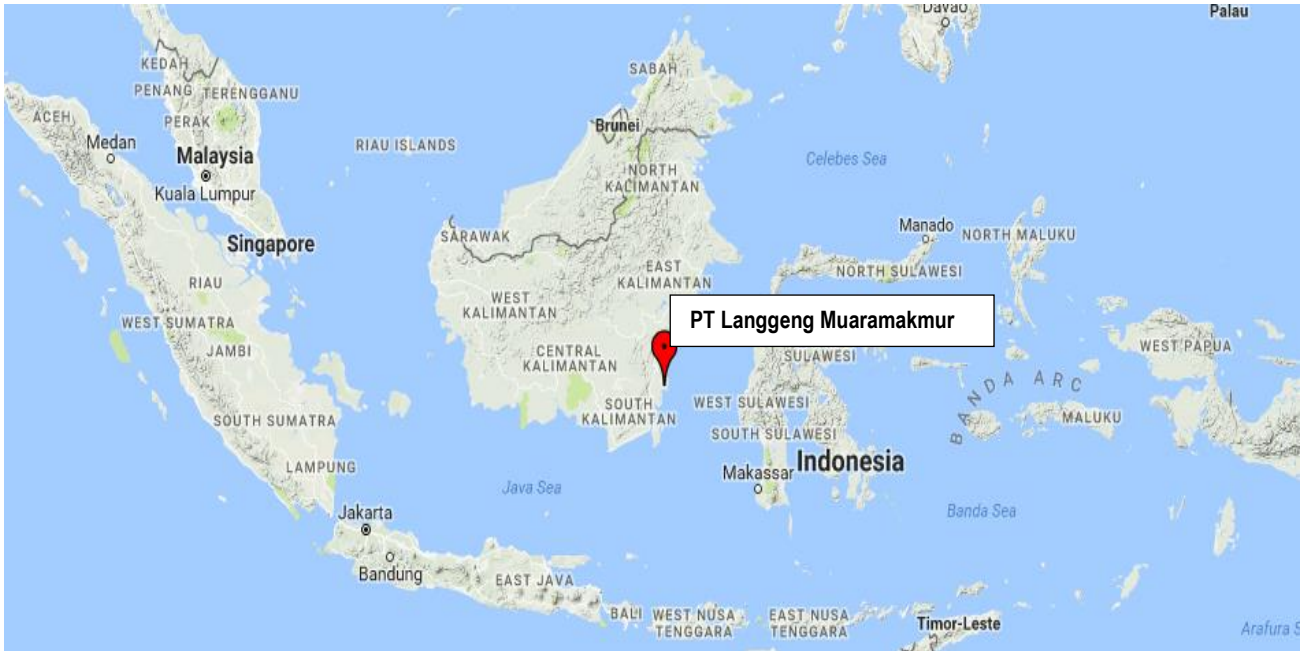 Davao
Palau
KEDAH
PENANG
TERENGGANU
PERAK
ACEH
Medan
Malaysia
Kuala Lumpur
RIAU ISLANDS
Singapore
SABAH
Brunei
NORTH
KALIMANTAN
SARAWAK
Celebes Sea
Manado
NORTH MALUKU
NORTH SULAWESI
EAST
KALIMANTAN
WEST
KALIMANTAN
RIAU
WEST SUMATRA
JAMBI
PT Langgeng Muaramakmur
CENTRAL
KALIMANTAN
SULAWESI
WEST PAPUA
BANDA ARC
SOUTH
KALIMANTAN
WEST SULAWESI
MALUKU
SOUTH SUMATRA
SOUTH SULAWESI
Indonesia
LAMPUNG
Makassar
Java Sea
Banda Sea
Jakarta
Bandung
EAST JAVA
BALI
WEST NUSA
TENGGARA
EAST NUSA
TENGGARA
Timor-Leste
Arafura S